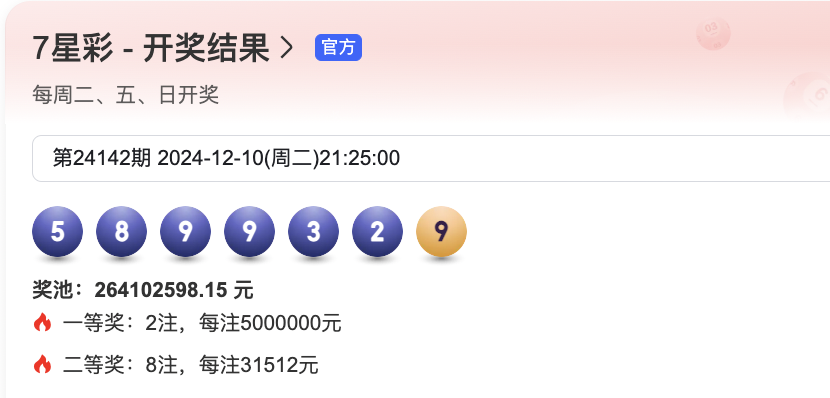 7星彩 - 开奖结果 官方
每周二、五、日开奖
第24142期 2024-12-10(周二)21:25:00
5 8 9 9 3 2 9
奖池：264102598.15 元
一等奖：2注，每注5000000元
二等奖：8注，每注31512元